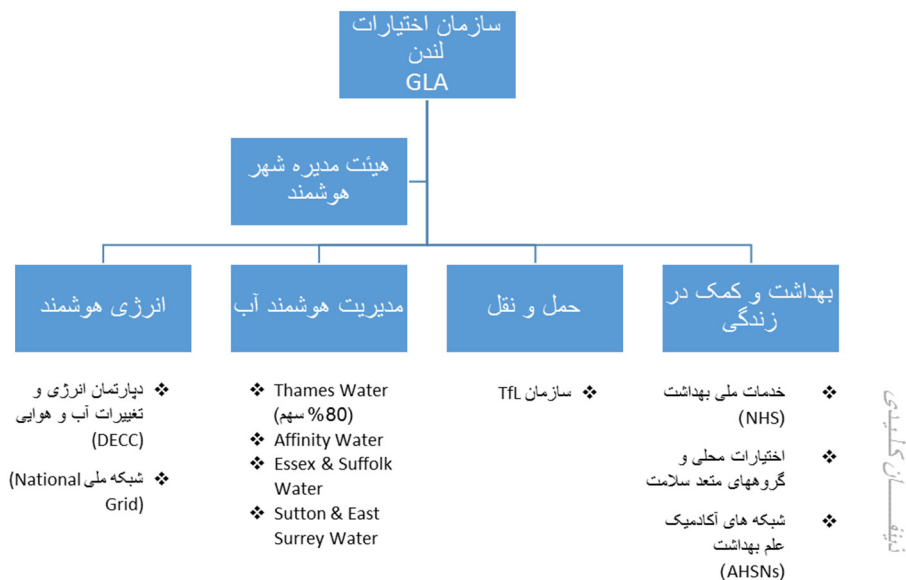 سازمان اختیارات
لندن
GLA
هیئت مدیره شهر
هوشمند
بهداشت و کمک در
زندگی
حمل و نقل
مدیریت هوشمند آب
انرژی هوشمند
❖ خدمات ملی بهداشت
(NHS)
❖ اختیارات محلی و
گروههای متعد سلامت
❖ شبکه های آکادمیک
علم بهداشت
(AHSNs)
❖ سازمان TfL
❖ Thames Water
(80% سهم)
❖ Affinity Water
❖ Essex & Suffolk
Water
❖ Sutton & East
Surrey Water
❖ دپارتمان انرژی و
تغییرات آب و هوایی
(DECC)
❖ شبکه ملی (National
Grid)
ذینفـــــان کلیدی